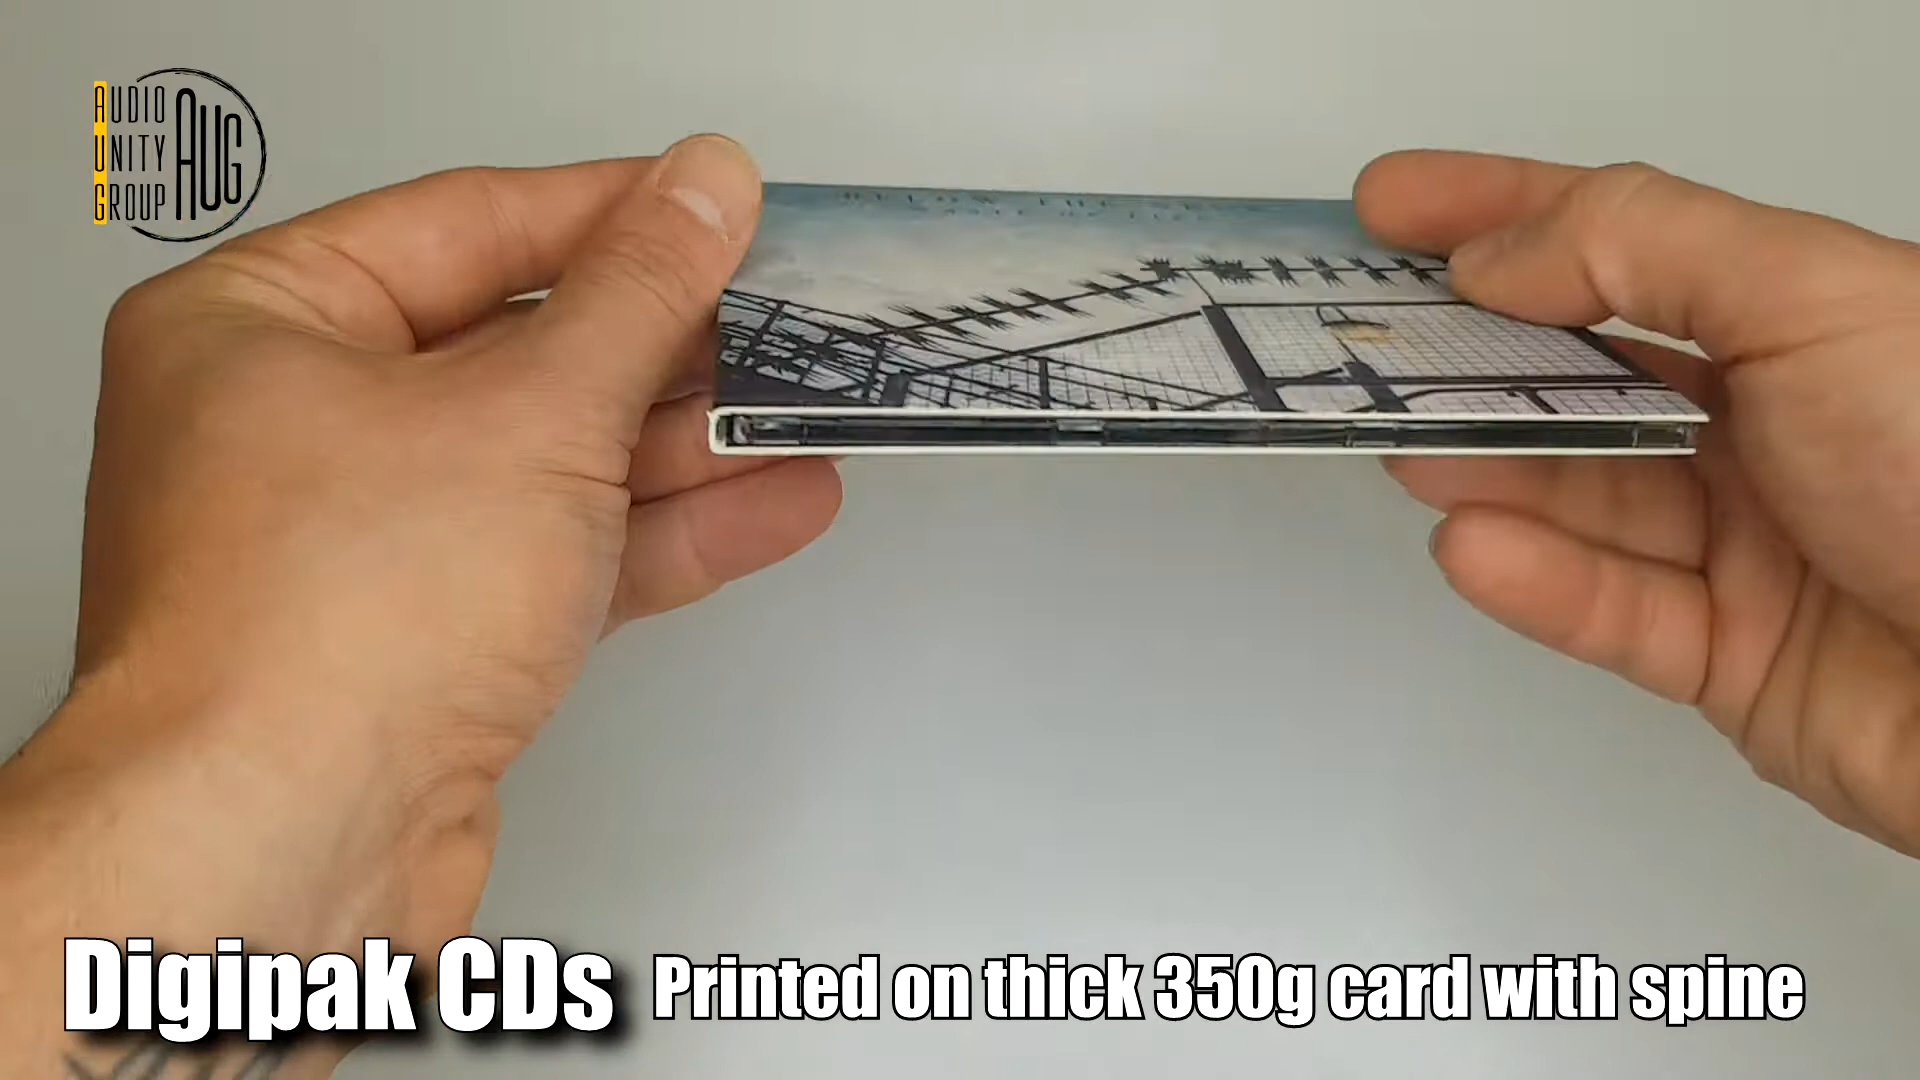 AUDIO
UNITY
GROUP
AUG
Digipak CDs
Printed on thick 350g card with spine